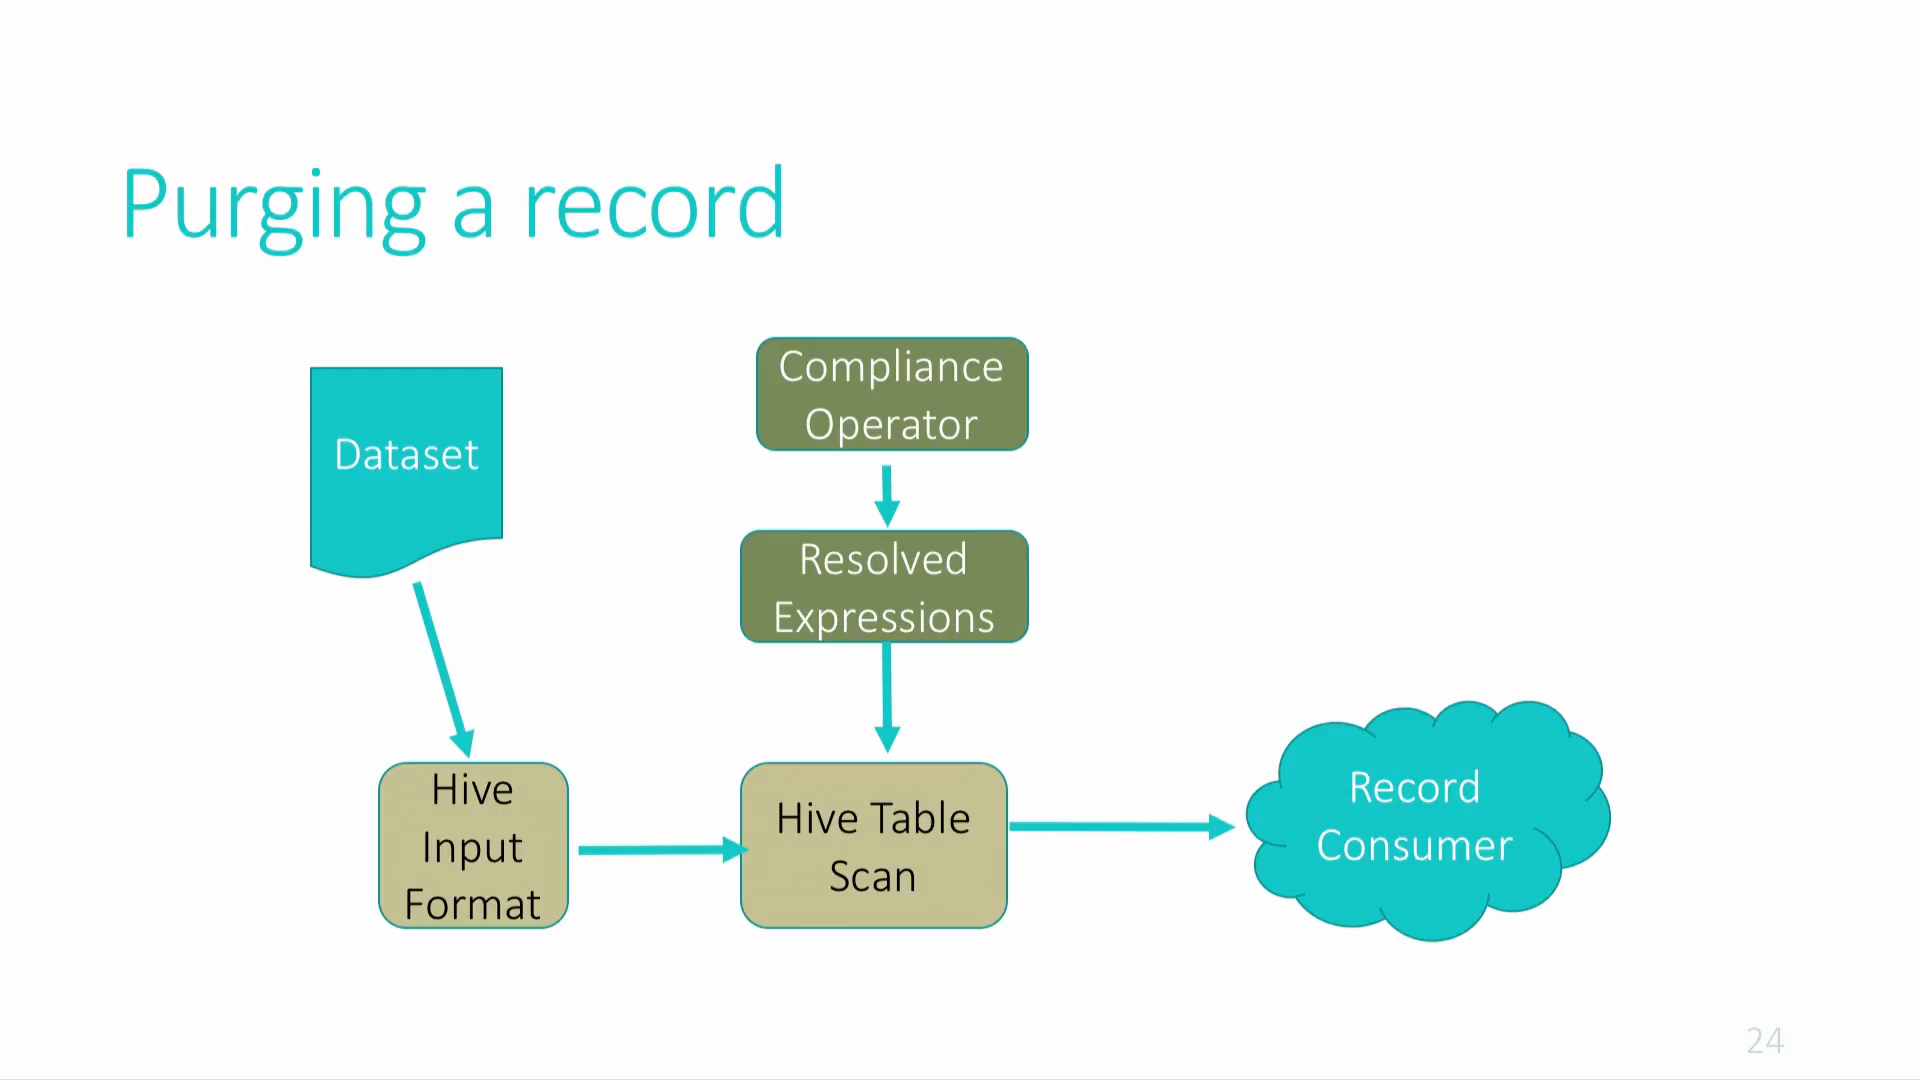 Purging a record
Compliance
Operator
Dataset
Resolved
Expressions
Hive
Input
Format
Hive Table
Scan
Record
Consumer
24